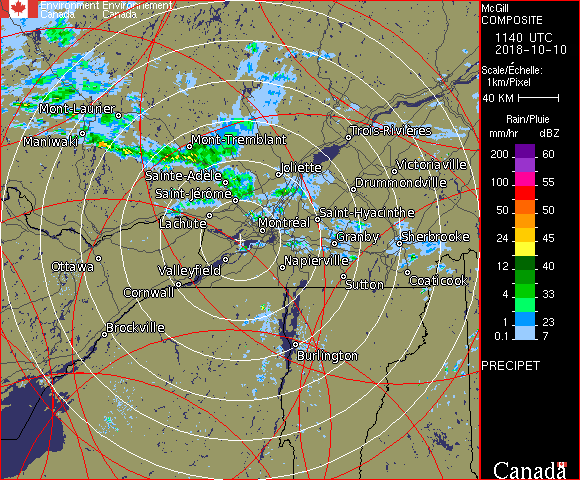 Environment Environnement
Canada Canada
McGill
COMPOSITE
1140 UTC
2018-10-10
Scale/Échelle:
1km/Pixel
40 KM
Rain/Pluie
mm/hr dBZ
200 60
100 55
50 50
24 45
12 40
4 33
1 23
0.1 7
PRECIPET
Canada
Mont-Laurier
Maniwaki
Mont-Tremblant
Trois-Rivières
Sainte-Adèle
Joliette
Victoriaville
Saint-Jérôme
Drummondville
Lachute
Montréal
Saint-Hyacinthe
Granby
Sherbrooke
Ottawa
Valleyfield
Napierville
Cornwall
Sutton
Coaticook
Brockville
Burlington